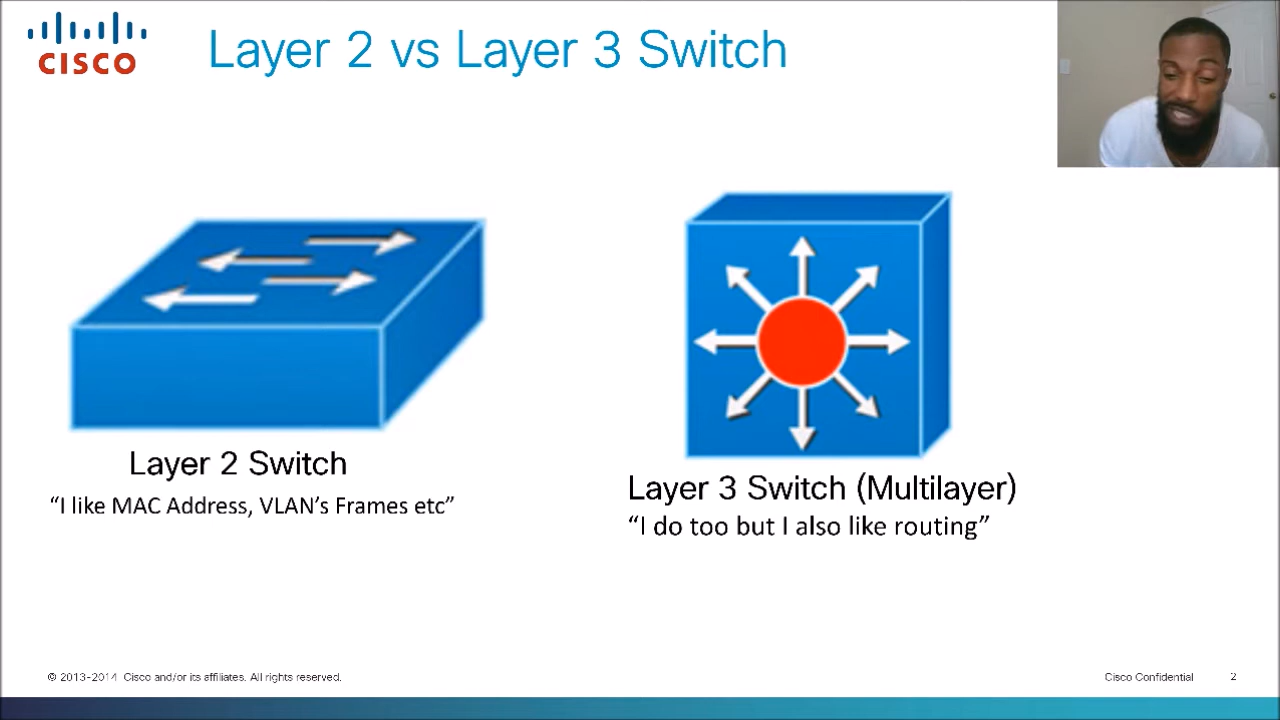 CISCO
Layer 2 vs Layer 3 Switch
Layer 2 Switch
“I like MAC Address, VLAN’s Frames etc”
Layer 3 Switch (Multilayer)
“I do too but I also like routing”
© 2013-2014 Cisco and/or its affiliates. All rights reserved.
Cisco Confidential
2